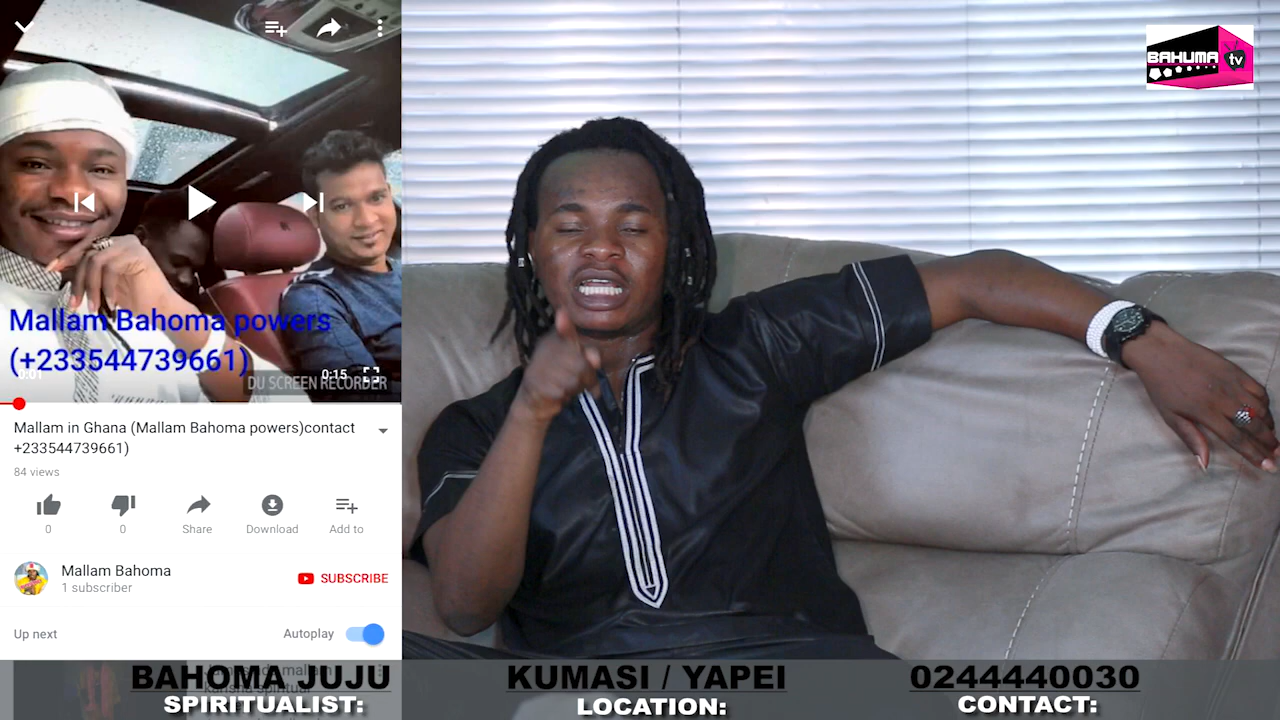 BAHUMA
tv
Mallam Bahoma powers
(+233544739661)
0:01
0:15
DU SCREEN RECORDER
Mallam in Ghana (Mallam Bahoma powers)contact
+233544739661)
84 views
0
0
Share
Download
Add to
Mallam Bahoma
1 subscriber
SUBSCRIBE
Up next
Autoplay
BAHOMA JUJU
SPIRITUALIST:
KUMASI / YAPEI
LOCATION:
0244440030
CONTACT: